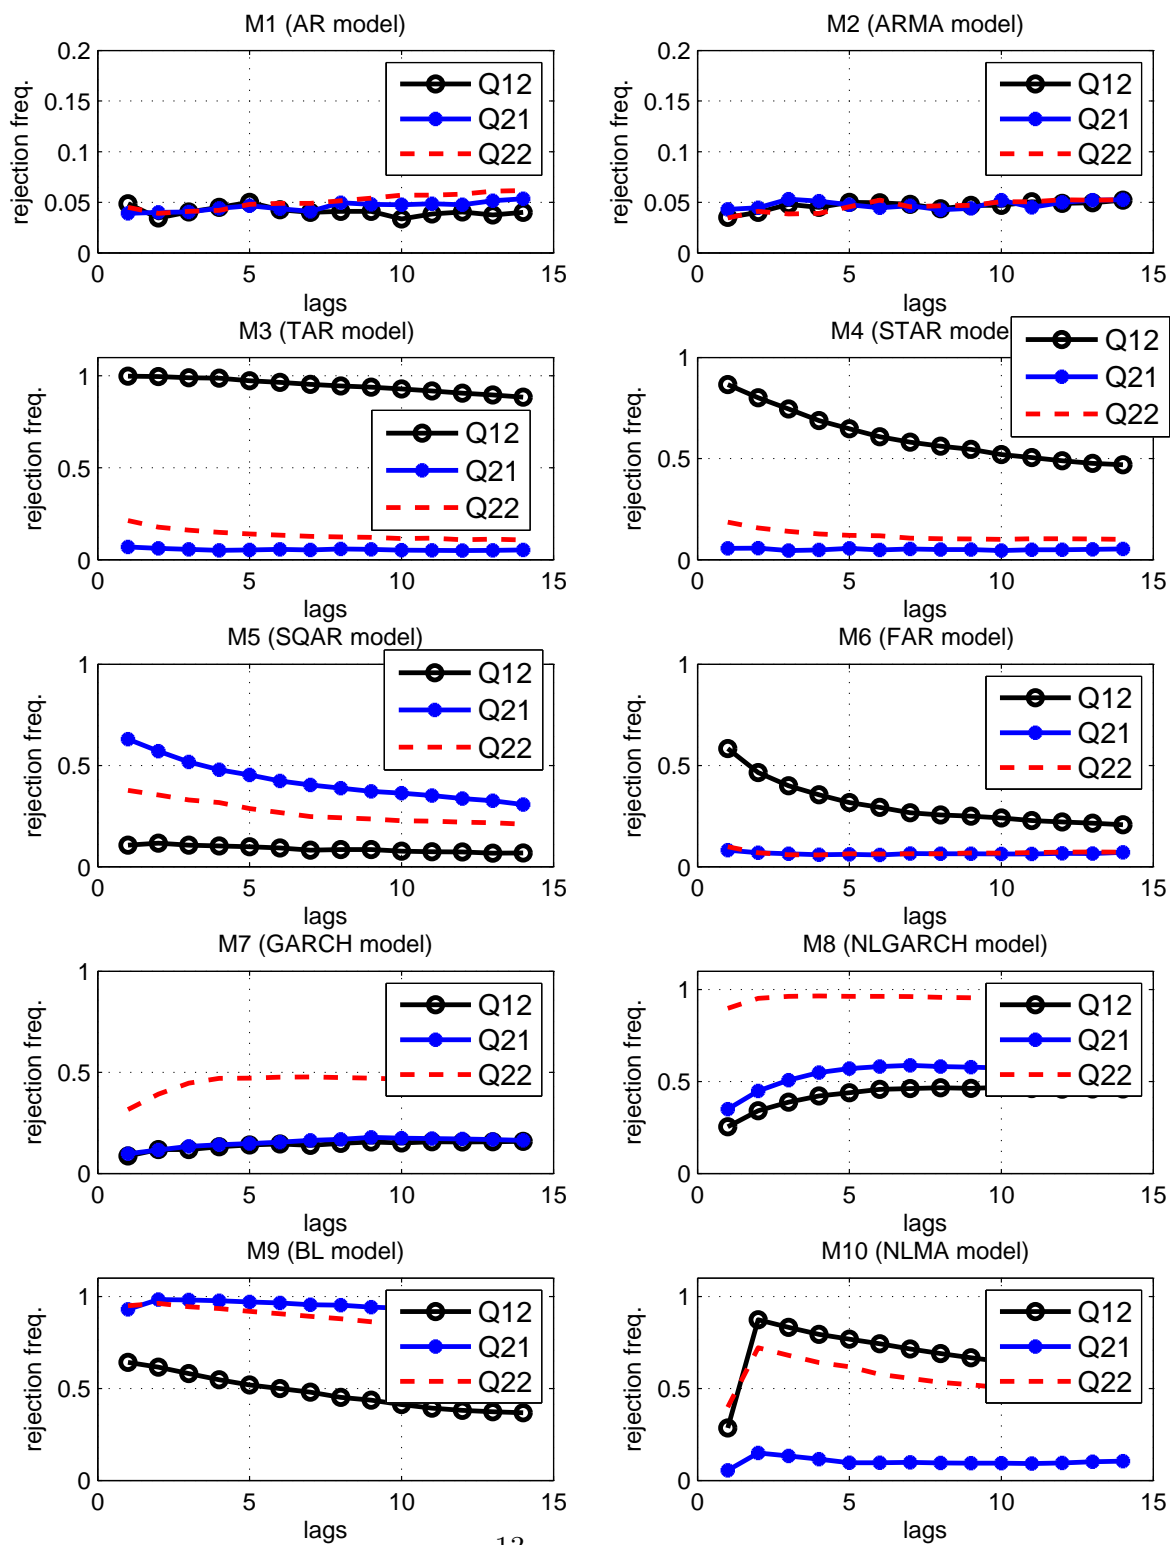 M1 (AR model)
rejection freq.
0.2
0.15
0.1
0.05
0
Q12
Q21
Q22
0 5 10 15
lags
M2 (ARMA model)
rejection freq.
0.2
0.15
0.1
0.05
0
Q12
Q21
Q22
0 5 10 15
lags
M3 (TAR model)
rejection freq.
1
0.5
0
Q12
Q21
Q22
0 5 10 15
lags
M4 (STAR model)
rejection freq.
1
0.5
0
Q12
Q21
Q22
0 5 10 15
lags
M5 (SQAR model)
rejection freq.
1
0.5
0
Q12
Q21
Q22
0 5 10 15
lags
M6 (FAR model)
rejection freq.
1
0.5
0
Q12
Q21
Q22
0 5 10 15
lags
M7 (GARCH model)
rejection freq.
1
0.5
0
Q12
Q21
Q22
0 5 10 15
lags
M8 (NLGARCH model)
rejection freq.
1
0.5
0
Q12
Q21
Q22
0 5 10 15
lags
M9 (BL model)
rejection freq.
1
0.5
0
Q12
Q21
Q22
0 5 10 15
lags
M10 (NLMA model)
rejection freq.
1
0.5
0
Q12
Q21
Q22
0 5 10 15
lags